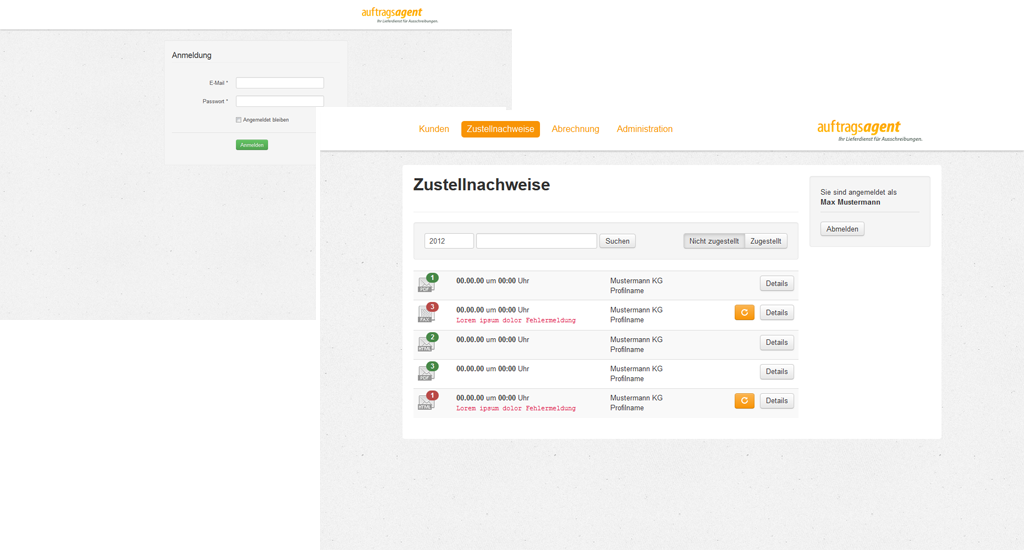 auftragsagent
Ihr Lieferdienst für Ausschreibungen.
Anmeldung
E-Mail *
Passwort *
Angemeldet bleiben
Anmelden
Kunden Zustellnachweise Abrechnung Administration
auftragsagent
Ihr Lieferdienst für Ausschreibungen.
Zustellnachweise
Sie sind angemeldet als
Max Mustermann
Abmelden
2012 Suchen Nicht zugestellt Zugestellt
1 PDF 00.00.00 um 00:00 Uhr Mustermann KG Details
Profilname
3 FAX 00.00.00 um 00:00 Uhr Mustermann KG Details
Lorem ipsum dolor Fehlermeldung Profilname
2 HTML 00.00.00 um 00:00 Uhr Mustermann KG Details
Profilname
3 PDF 00.00.00 um 00:00 Uhr Mustermann KG Details
Profilname
1 HTML 00.00.00 um 00:00 Uhr Mustermann KG Details
Lorem ipsum dolor Fehlermeldung Profilname